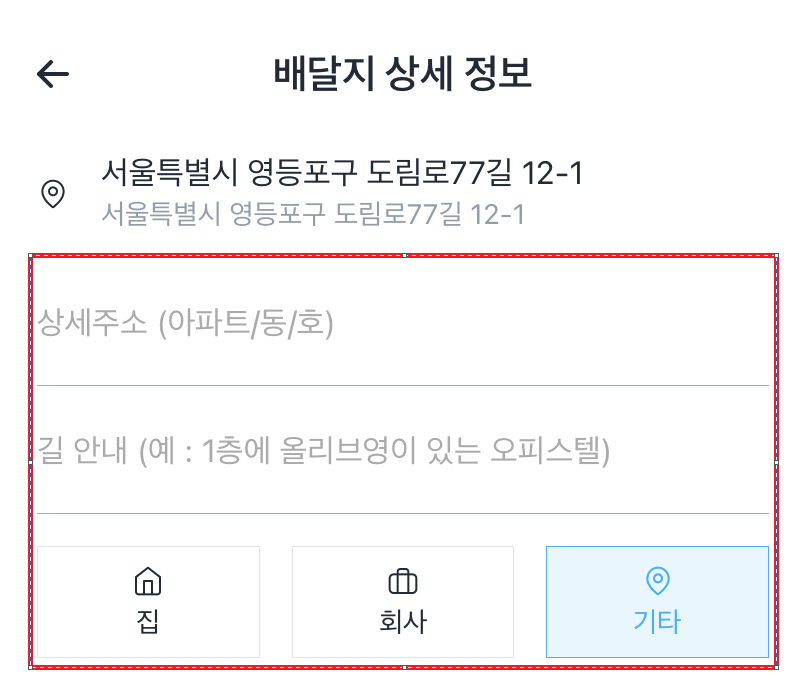 배달지 상세 정보
서울특별시 영등포구 도림로77길 12-1
서울특별시 영등포구 도림로77길 12-1
상세주소 (아파트/동/호)
길 안내 (예 : 1층에 올리브영이 있는 오피스텔)
집
회사
기타